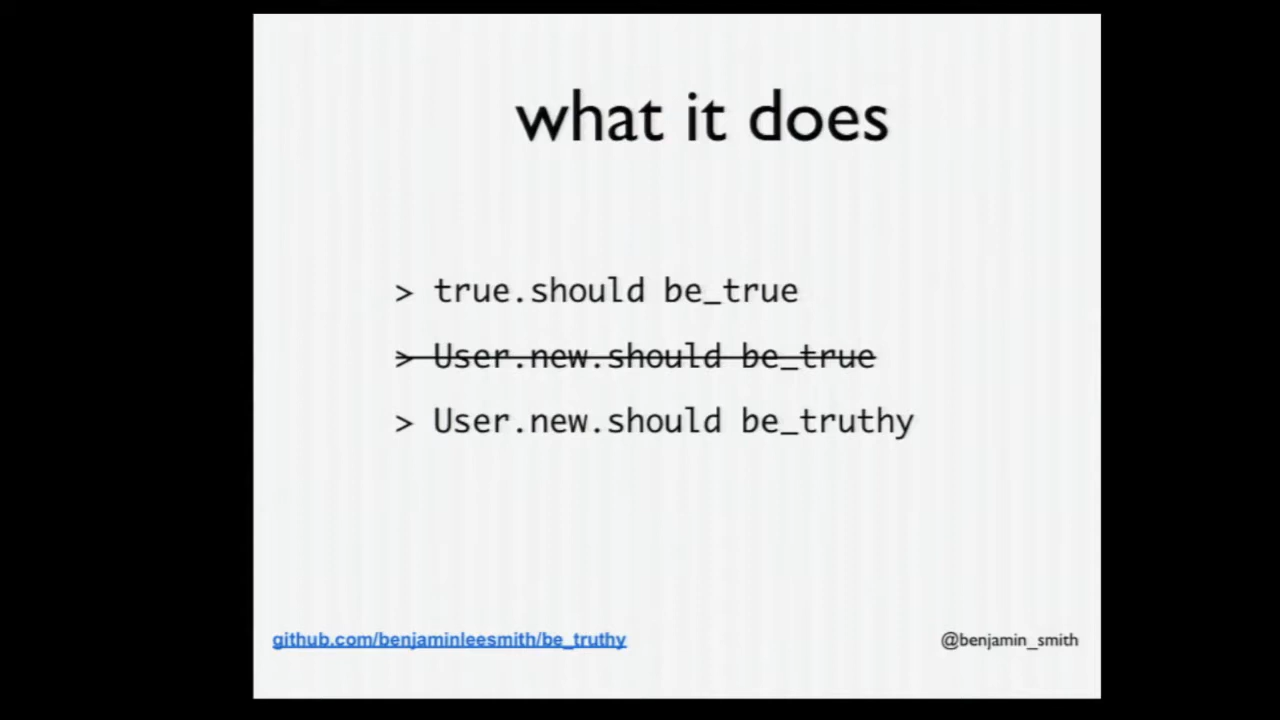 what it does
> true.should be_true
> User.new.should be_true
> User.new.should be_truthy
github.com/benjaminleesmith/be_truthy
@benjamin_smith